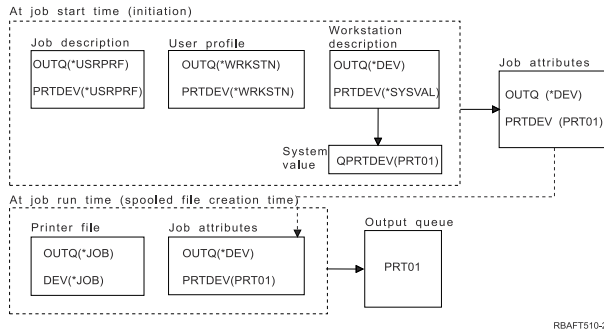 At job start time (initiation)
Job description
OUTQ(*USRPRF)
PRTDEV(*USRPRF)
User profile
OUTQ(*WRKSTN)
PRTDEV(*WRKSTN)
Workstation
description
OUTQ(*DEV)
PRTDEV(*SYSVAL)
System
value
QPRTDEV(PRT01)
Job attributes
OUTQ (*DEV)
PRTDEV (PRT01)
At job run time (spooled file creation time)
Printer file
OUTQ(*JOB)
DEV(*JOB)
Job attributes
OUTQ(*DEV)
PRTDEV(PRT01)
Output queue
PRT01
RBAFT510-2